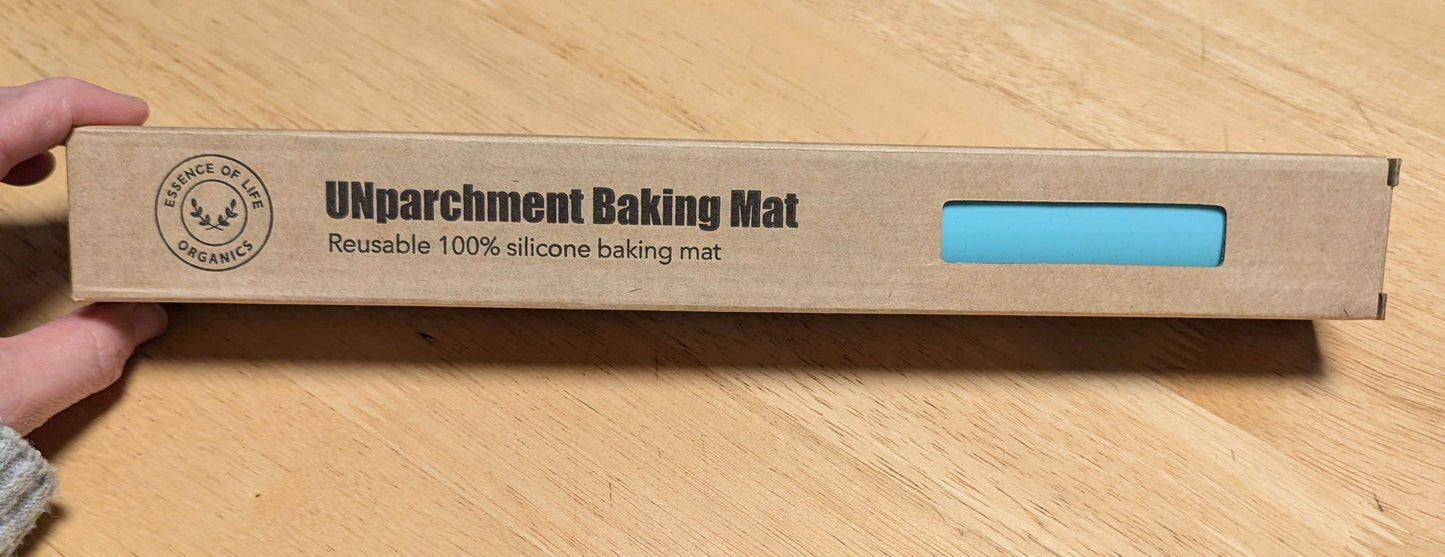 ESSENCE OF LIFE
ORGANICS
UNparchment Baking Mat
Reusable 100% silicone baking mat